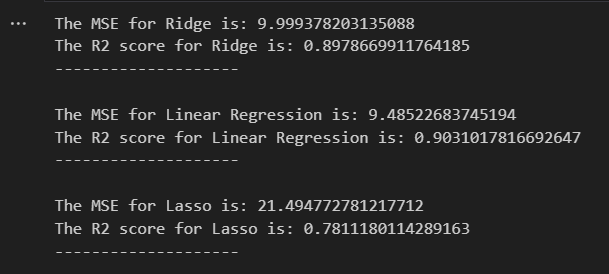 The MSE for Ridge is: 9.999378203135088
The R2 score for Ridge is: 0.8978669911764185
--------------------
The MSE for Linear Regression is: 9.48522683745194
The R2 score for Linear Regression is: 0.9031017816692647
--------------------
The MSE for Lasso is: 21.494772781217712
The R2 score for Lasso is: 0.7811180114289163
--------------------